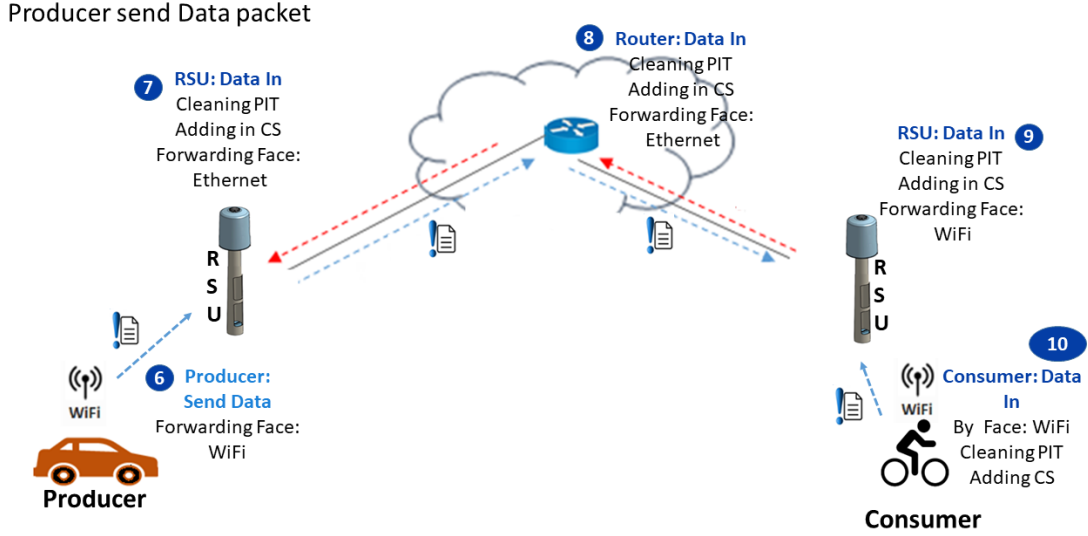 Producer send Data packet
8 Router: Data In
Cleaning PIT
Adding in CS
Forwarding Face:
Ethernet
7 RSU: Data In
Cleaning PIT
Adding in CS
Forwarding Face:
Ethernet
RSU: Data In 9
Cleaning PIT
Adding in CS
Forwarding Face:
WiFi
R
S
U
R
S
U
10
WiFi
6 Producer:
Send Data
Forwarding Face:
WiFi
Producer
WiFi
Consumer: Data
In
By Face: WiFi
Cleaning PIT
Adding CS
Consumer